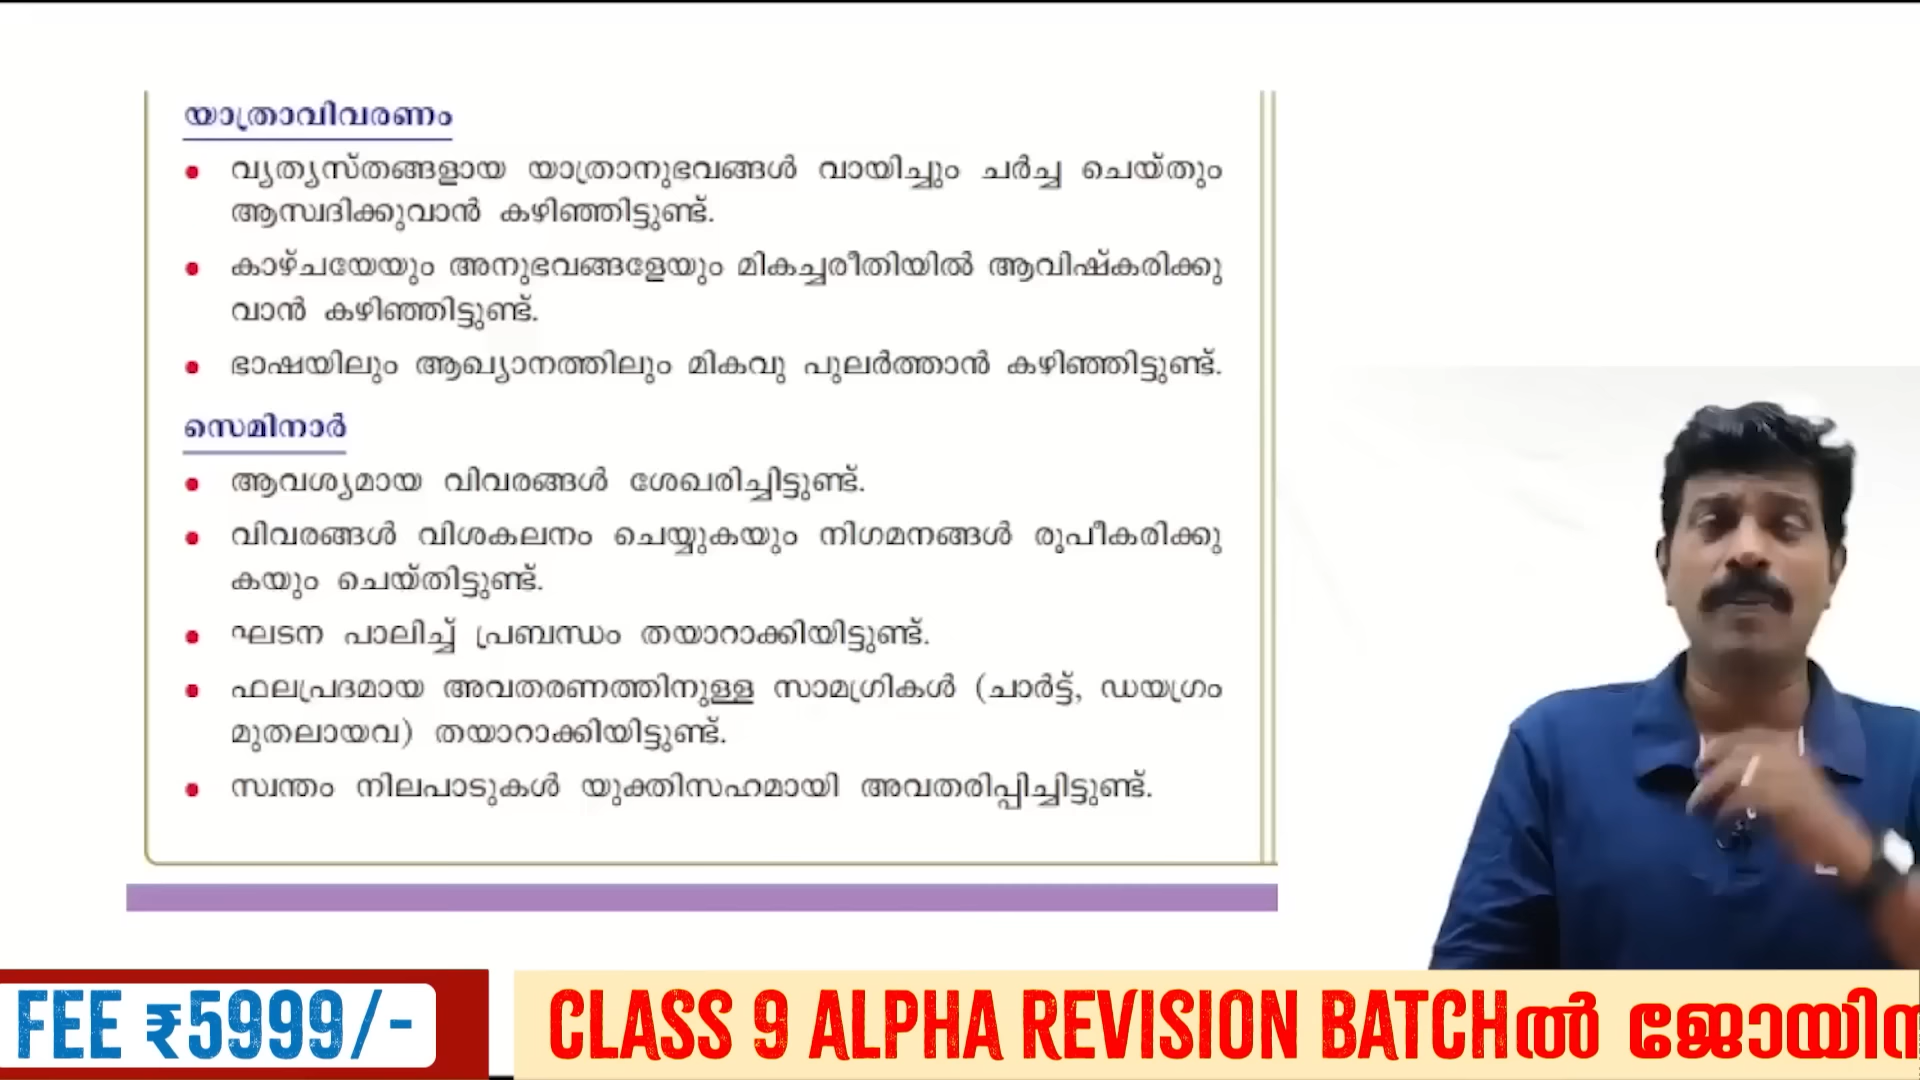 യാത്രാവിവരണം
വ്യത്യസ്തങ്ങളായ യാത്രാനുഭവങ്ങൾ വായിച്ചും ചർച്ച ചെയ്തും
ആസ്വദിക്കുവാൻ കഴിഞ്ഞിട്ടുണ്ട്.
കാഴ്ചയേയും അനുഭവങ്ങളേയും മികച്ചരീതിയിൽ ആവിഷ്കരിക്കു
വാൻ കഴിഞ്ഞിട്ടുണ്ട്.
ഭാഷയിലും ആഖ്യാനത്തിലും മികവു പുലർത്താൻ കഴിഞ്ഞിട്ടുണ്ട്.
സെമിനാർ
ആവശ്യമായ വിവരങ്ങൾ ശേഖരിച്ചിട്ടുണ്ട്.
വിവരങ്ങൾ വിശകലനം ചെയ്യുകയും നിഗമനങ്ങൾ രൂപീകരിക്കു
കയും ചെയ്തിട്ടുണ്ട്.
ഘടന പാലിച്ച് പ്രബന്ധം തയാറാക്കിയിട്ടുണ്ട്.
ഫലപ്രദമായ അവതരണത്തിനുള്ള സാമഗ്രികൾ (ചാർട്ട്, ഡയഗ്രം
മുതലായവ) തയാറാക്കിയിട്ടുണ്ട്.
സ്വന്തം നിലപാടുകൾ യുക്തിസഹമായി അവതരിപ്പിച്ചിട്ടുണ്ട്.
FEE ₹5999/- CLASS 9 ALPHA REVISION BATCHൽ